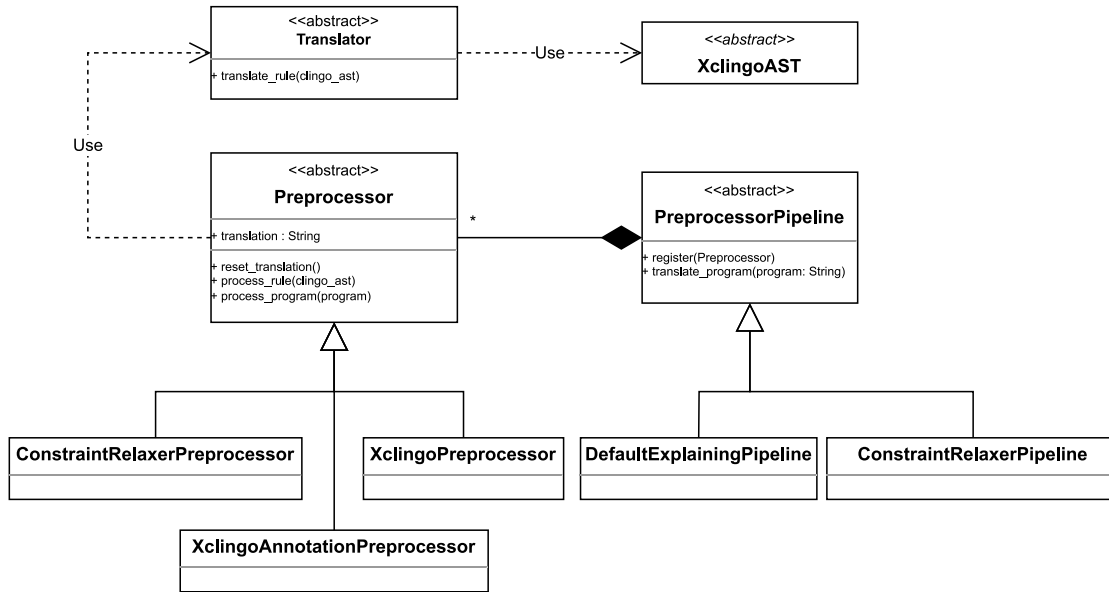 <<abstract>>
Translator
+ translate_rule(clingo_ast)
Use
<<abstract>>
XclingoAST
Use
<<abstract>>
Preprocessor
+ translation : String
+ reset_translation()
+ process_rule(clingo_ast)
+ process_program(program)
*
<<abstract>>
PreprocessorPipeline
+ register(Preprocessor)
+ translate_program(program: String)
ConstraintRelaxerPreprocessor
XclingoPreprocessor
DefaultExplainingPipeline
ConstraintRelaxerPipeline
XclingoAnnotationPreprocessor